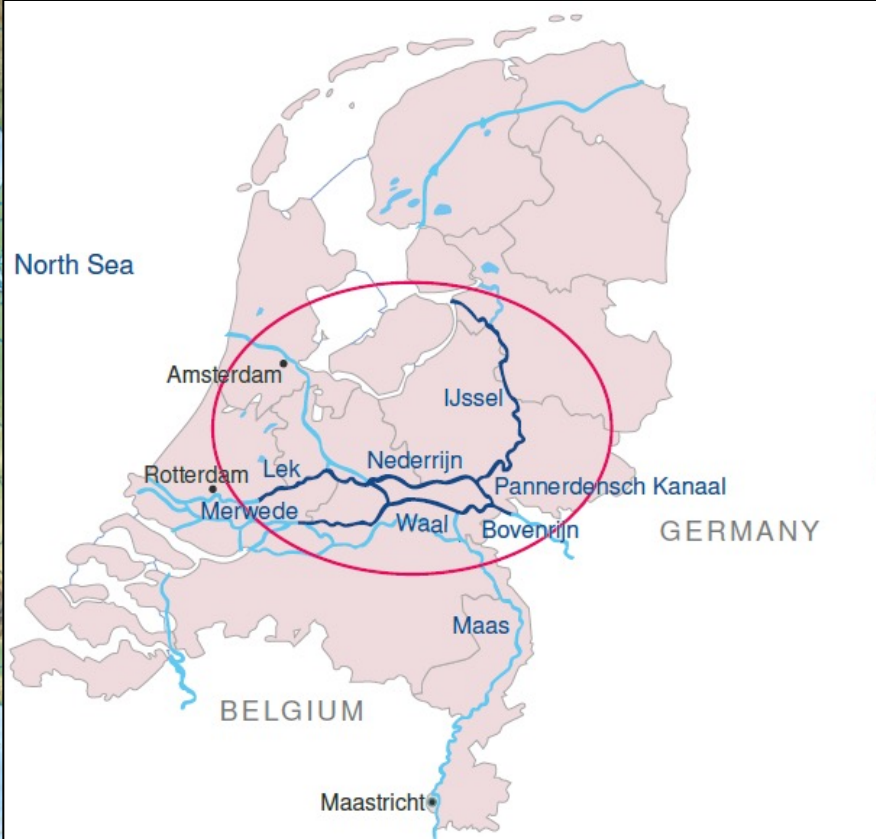 North Sea
Amsterdam
IJssel
Rotterdam
Lek
Nederrijn
Pannerdensch Kanaal
Merwede
Waal
Bovenrijn
GERMANY
Maas
BELGIUM
Maastricht